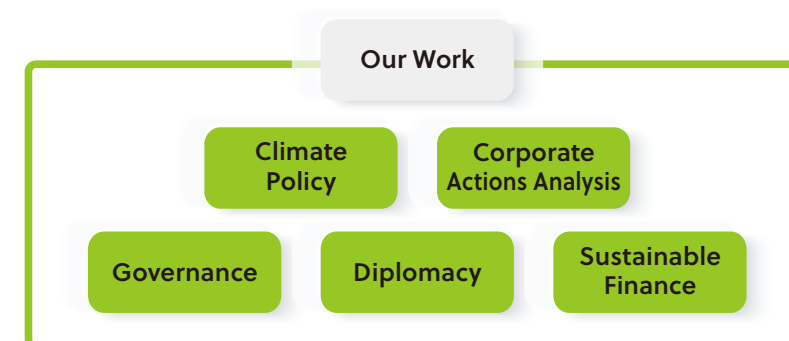 Our Work
Climate
Policy
Corporate
Actions Analysis
Governance
Diplomacy
Sustainable
Finance